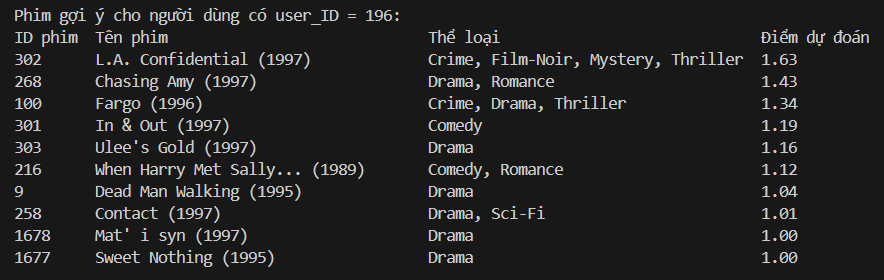 Phim gợi ý cho người dùng có user_ID = 196:
ID phim Tên phim Thể loại Điểm dự đoán
302 L.A. Confidential (1997) Crime, Film-Noir, Mystery, Thriller 1.63
268 Chasing Amy (1997) Drama, Romance 1.43
100 Fargo (1996) Crime, Drama, Thriller 1.34
301 In & Out (1997) Comedy 1.19
303 Ulee's Gold (1997) Drama 1.16
216 When Harry Met Sally... (1989) Comedy, Romance 1.12
9 Dead Man Walking (1995) Drama 1.04
258 Contact (1997) Drama, Sci-Fi 1.01
1678 Mat' i syn (1997) Drama 1.00
1677 Sweet Nothing (1995) Drama 1.00